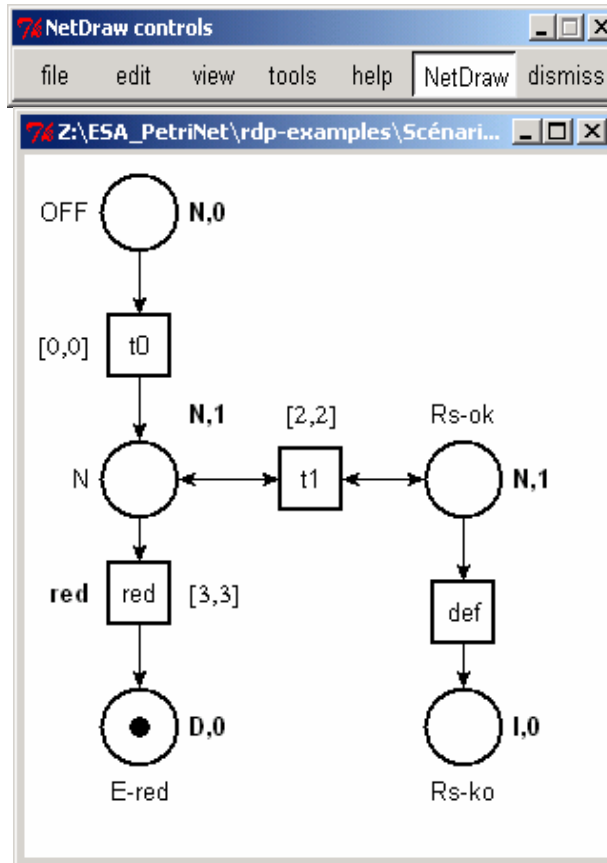 NetDraw controls
file edit view tools help NetDraw dismiss
Z:\ESA_PetriNet\rdp-examples\Scénari...
OFF N,0
[0,0] t0
N,1 [2,2] Rs-ok
N t1 N,1
red red [3,3] def
D,0 I,0
E-red Rs-ko